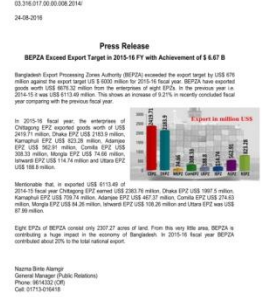 03.316.017.00.00.008.2014/
24-08-2016
Press Release
BEPZA Exceed Export Target in 2015-16 FY with Achievement of $ 6.67 B
Bangladesh Export Processing Zones Authority (BEPZA) exceeded the export target by US$ 676
million against the export target US $ 6000 million for 2015-16 fiscal year. BEPZA have exported
goods worth US$ 6676.32 million from the enterprises of eight EPZs. In the previous year i.e.
2014-15 it was US$ 6113.49 million. This shows an increase of 9.21% in recently concluded fiscal
year comparing with the previous fiscal year.
In 2015-16 fiscal year, the enterprises of
Chittagong EPZ exported goods worth of US$
2419.71 million, Dhaka EPZ US$ 2183.9 million,
Karnaphuli EPZ US$ 823.28 million, Adamjee
EPZ US$ 562.91 million, Comilla EPZ US$
308.33 million, Mongla EPZ US$ 74.66 million,
Ishwardi EPZ US$ 114.74 million and Uttara EPZ
US$ 188.8 million.
Export in million US$
2419.71
2183.9
Mentionable that, in exported US$ 6113.49 of
2014-15 fiscal year Chittagong EPZ earned US$ 2383.76 million, Dhaka EPZ US$ 1997.5 million,
Karnaphuli EPZ US$ 709.74 million, Adamjee EPZ US$ 467.37 million, Comilla EPZ US$ 274.63
million, Mongla EPZ US$ 84.26 million, Ishwardi EPZ US$ 108.26 million and Uttara EPZ was US$
87.99 million.
Eight EPZs of BEPZA consist only 2307.27 acres of land. From this very little area, BEPZA is
contributing a huge impact in the economy of Bangladesh. In 2015-16 fiscal year BEPZA
contributed about 20% to the total national export.
Nazma Binte Alamgir
General Manager (Public Relations)
Phone: 9614332 (Off)
Cell: 01713-016418